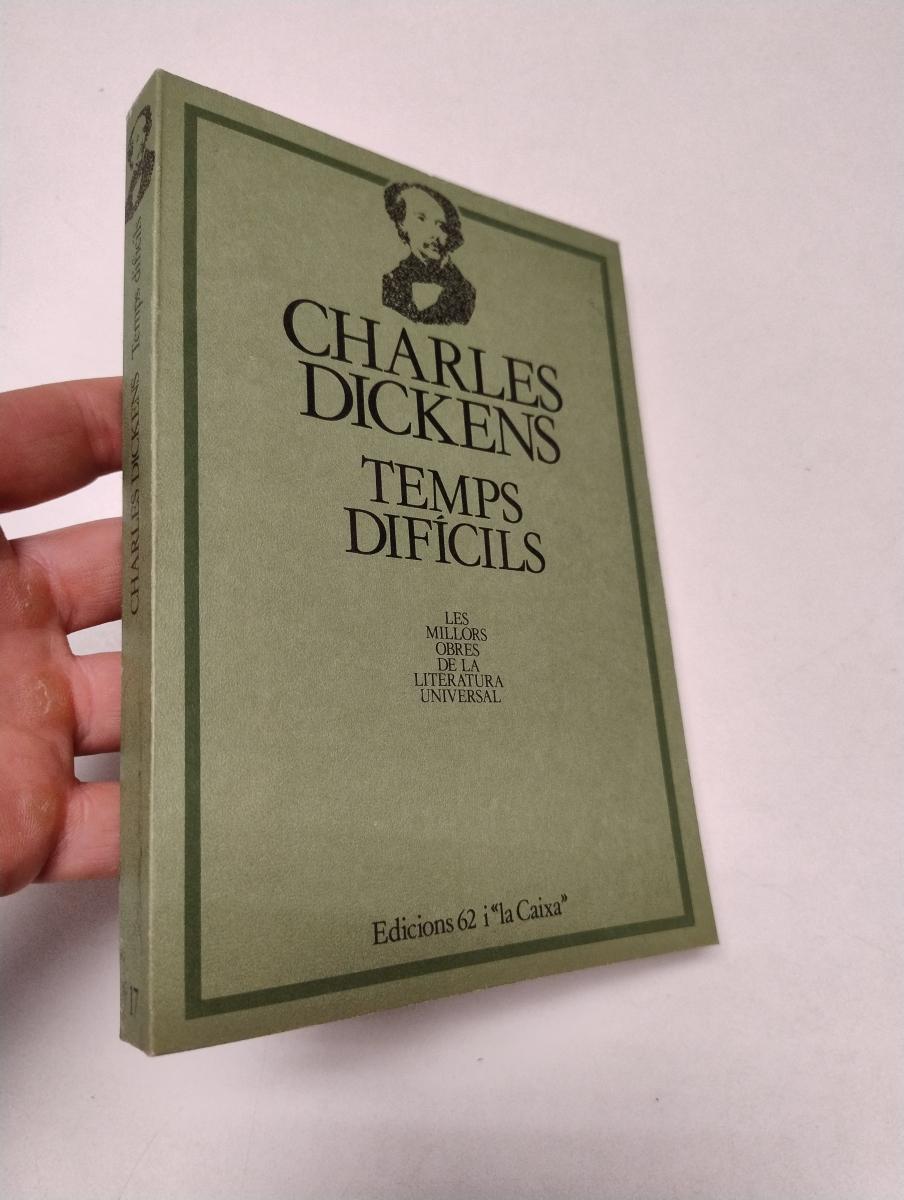 CHARLES
DICKENS
TEMPS
DIFÍCILS
LES
MILLORS
OBRES
DE LA
LITERATURA
UNIVERSAL
Edicions 62 i “la Caixa”
CHARLES DICKENS Temps difícils
17